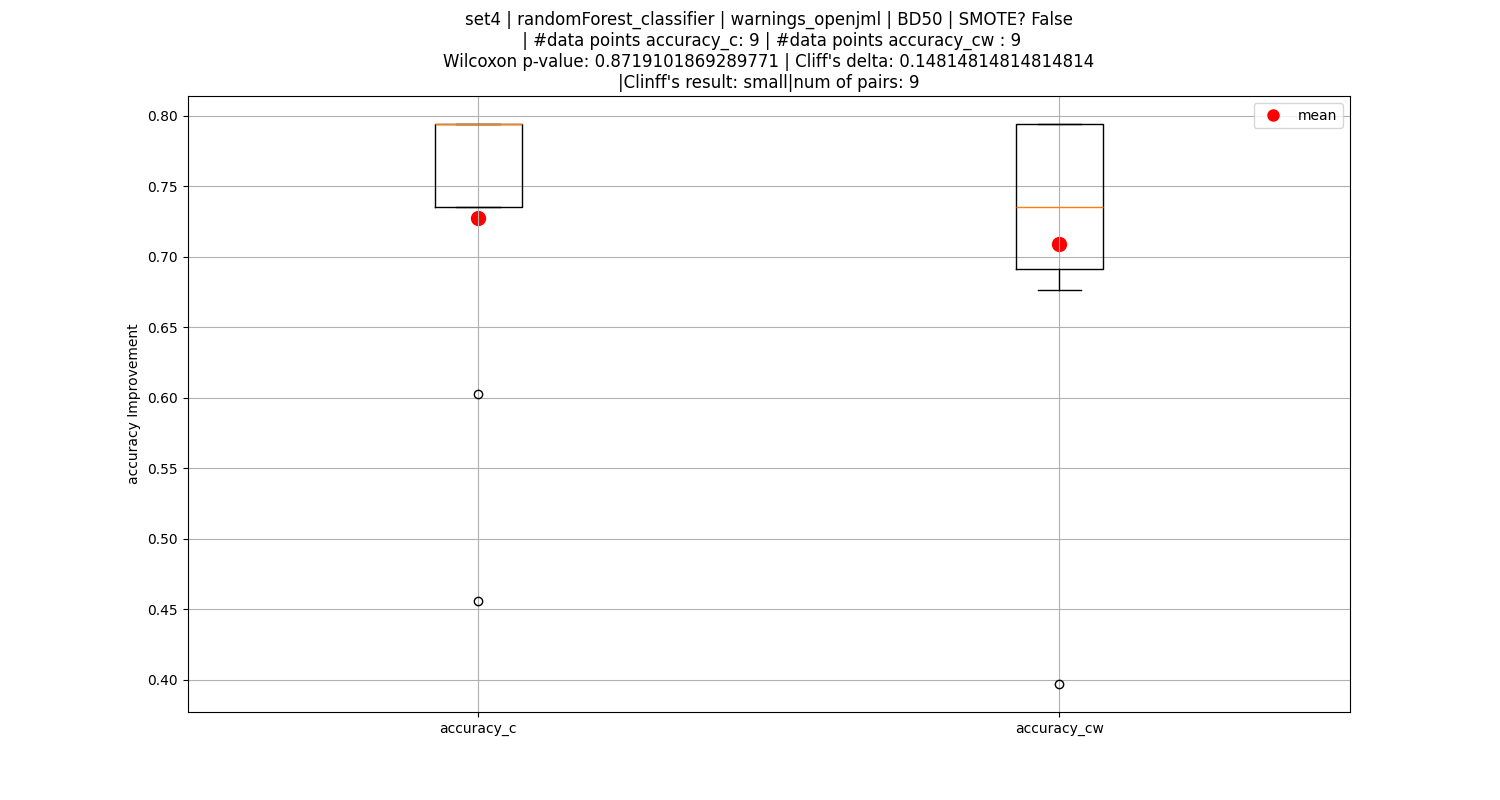 set4 | randomForest_classifier | warnings_openjml | BD50 | SMOTE? False
| #data points accuracy_c: 9 | #data points accuracy_cw : 9
Wilcoxon p-value: 0.8719101869289771 | Cliff's delta: 0.14814814814814814
|Clinff's result: small|num of pairs: 9
mean
0.80
0.75
0.70
0.65
0.60
0.55
0.50
0.45
0.40
accuracy Improvement
accuracy_c
accuracy_cw